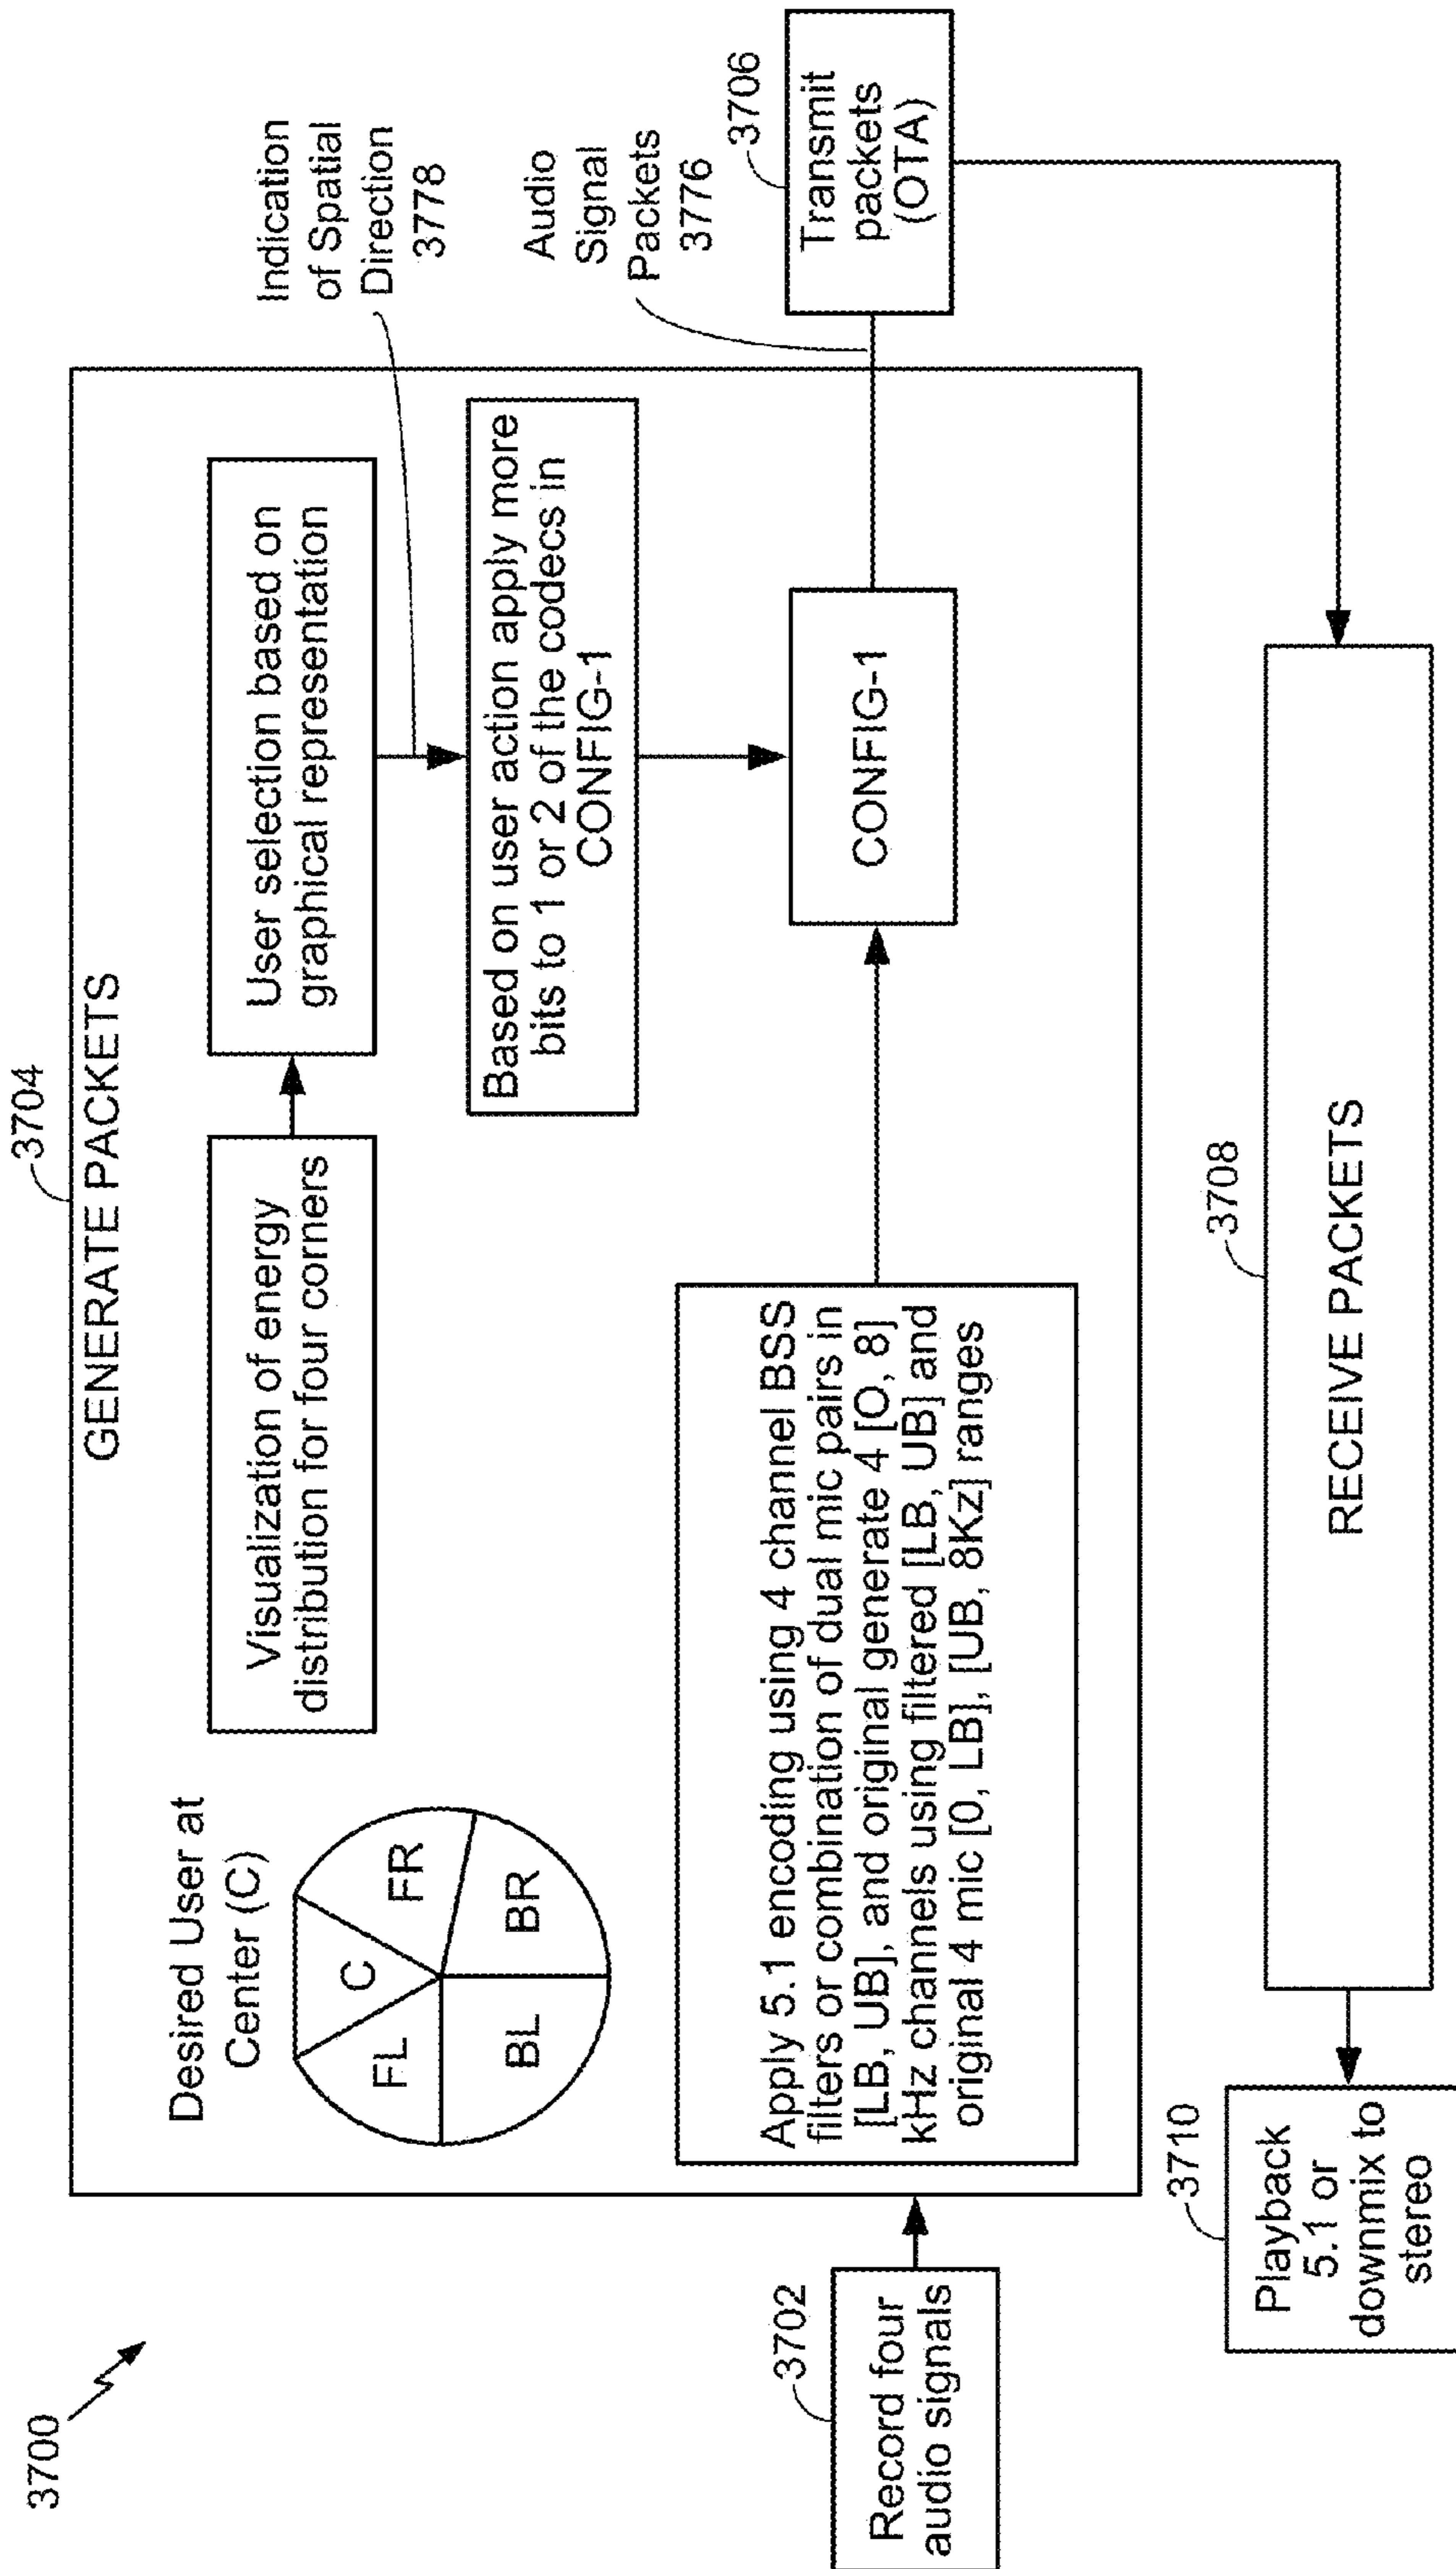 3700
3704
GENERATE PACKETS
Desired User at
Center (C)
FL
C
FR
BL
BR
Visualization of energy
distribution for four corners
User selection based on
graphical representation
Indication
of Spatial
Direction
3778
Based on user action apply more
bits to 1 or 2 of the codecs in
CONFIG-1
Audio
Signal
Packets
3776
3702
Record four
audio signals
Apply 5.1 encoding using 4 channel BSS
filters or combination of dual mic pairs in
[LB, UB], and original generate 4 [O, 8]
kHz channels using filtered [LB, UB] and
original 4 mic [0, LB], [UB, 8Kz] ranges
CONFIG-1
3706
Transmit
packets
(OTA)
3710
Playback
5.1 or
downmix to
stereo
3708
RECEIVE PACKETS